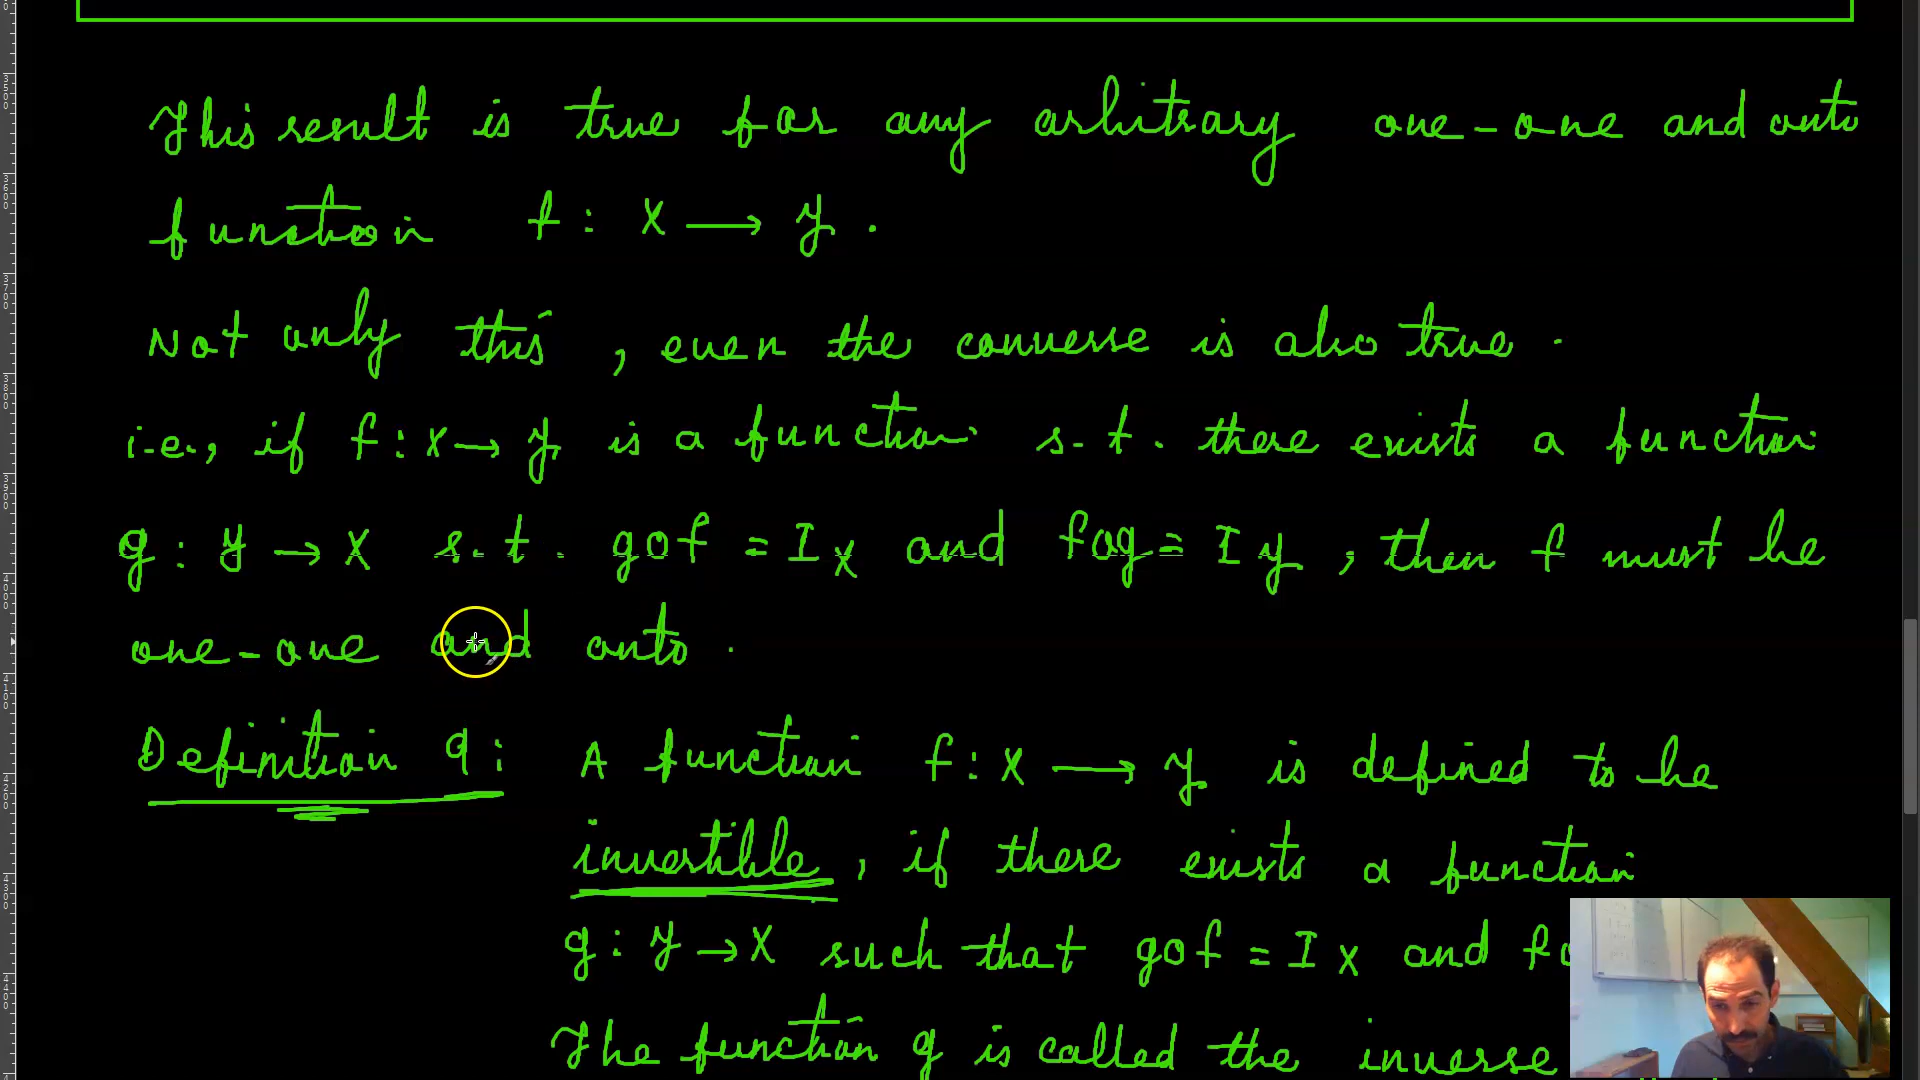 This result is true for any arbitrary one-one and onto
function f : X → Y .
Not only this , even the converse is also true .
i.e., if f : X → Y is a function s.t. there exists a function
g : Y → X s.t. gof = I_X and fog = I_Y , then f must be
one-one and onto .
Definition 9 : A function f : X → Y is defined to be
invertible , if there exists a function
g : Y → X such that gof = I_X and fo
The function g is called the inverse